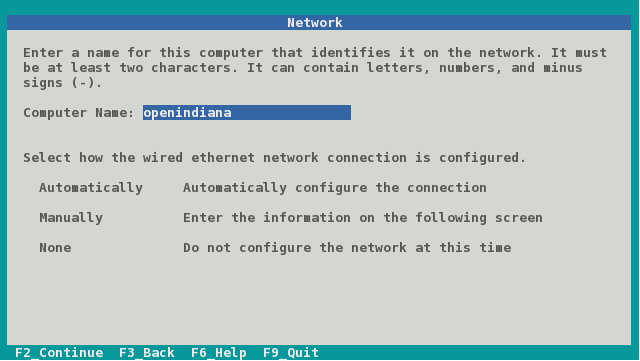 Network
Enter a name for this computer that identifies it on the network. It must
be at least two characters. It can contain letters, numbers, and minus
signs (-).
Computer Name: openindiana
Select how the wired ethernet network connection is configured.
Automatically Automatically configure the connection
Manually Enter the information on the following screen
None Do not configure the network at this time
F2_Continue F3_Back F6_Help F9_Quit